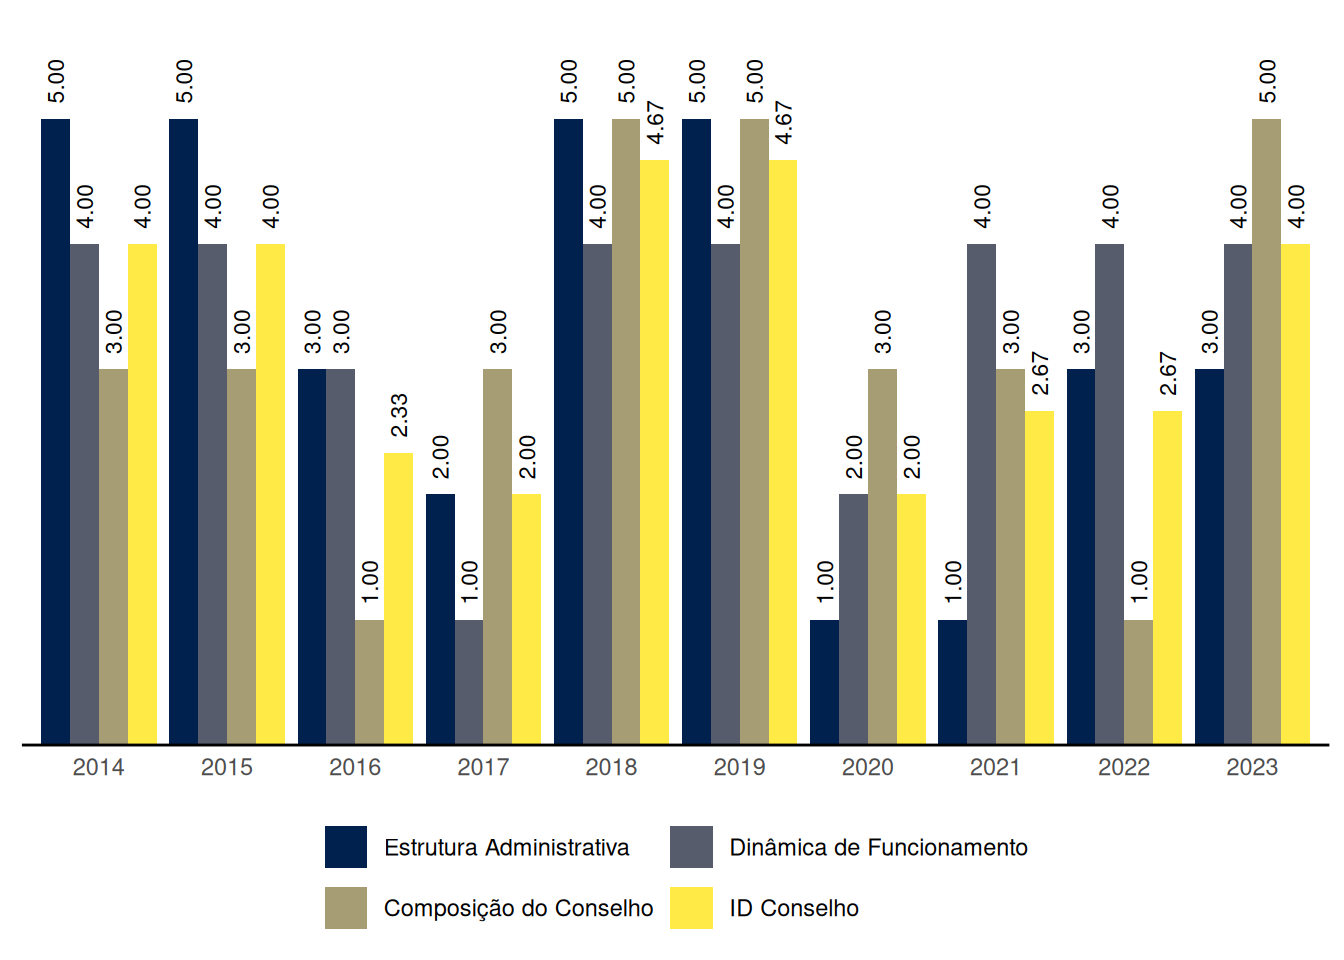 5.00 4.00 3.00 4.00 5.00 4.00 3.00 4.00 3.00 3.00 1.00 2.33 2.00 1.00 3.00 2.00 5.00 4.00 5.00 4.67 5.00 4.00 5.00 4.67 1.00 2.00 3.00 2.00 1.00 4.00 3.00 2.67 3.00 4.00 1.00 2.67 3.00 4.00 5.00 4.00
2014 2015 2016 2017 2018 2019 2020 2021 2022 2023
Estrutura Administrativa Dinâmica de Funcionamento
Composição do Conselho ID Conselho